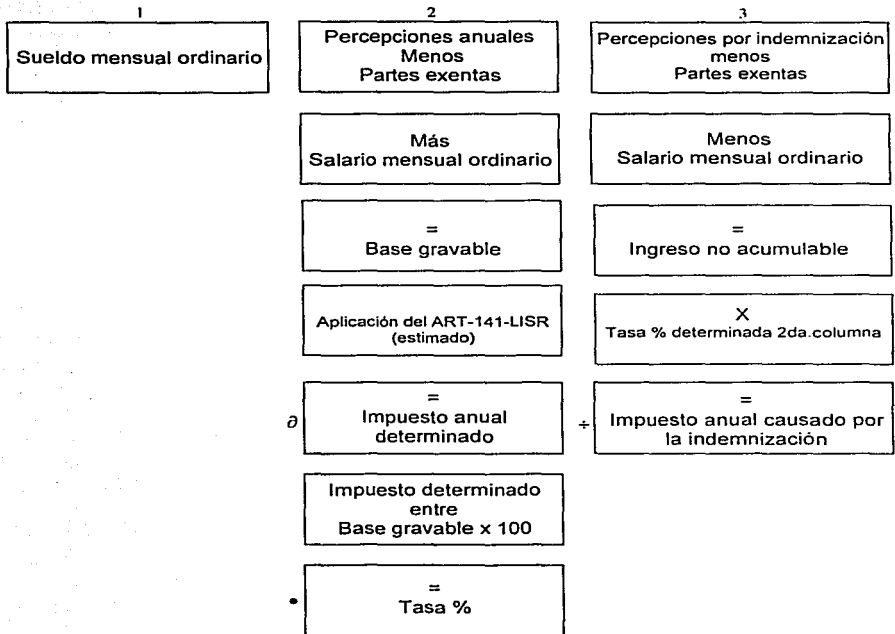 1
Sueldo mensual ordinario
2
Percepciones anuales
Menos
Partes exentas
Más
Salario mensual ordinario
=
Base gravable
Aplicación del ART-141-LISR
(estimado)
∂
=
Impuesto anual
determinado
Impuesto determinado
entre
Base gravable x 100
•
=
Tasa %
3
Percepciones por indemnización
menos
Partes exentas
Menos
Salario mensual ordinario
=
Ingreso no acumulable
X
Tasa % determinada 2da.columna
÷
=
Impuesto anual causado por
la indemnización